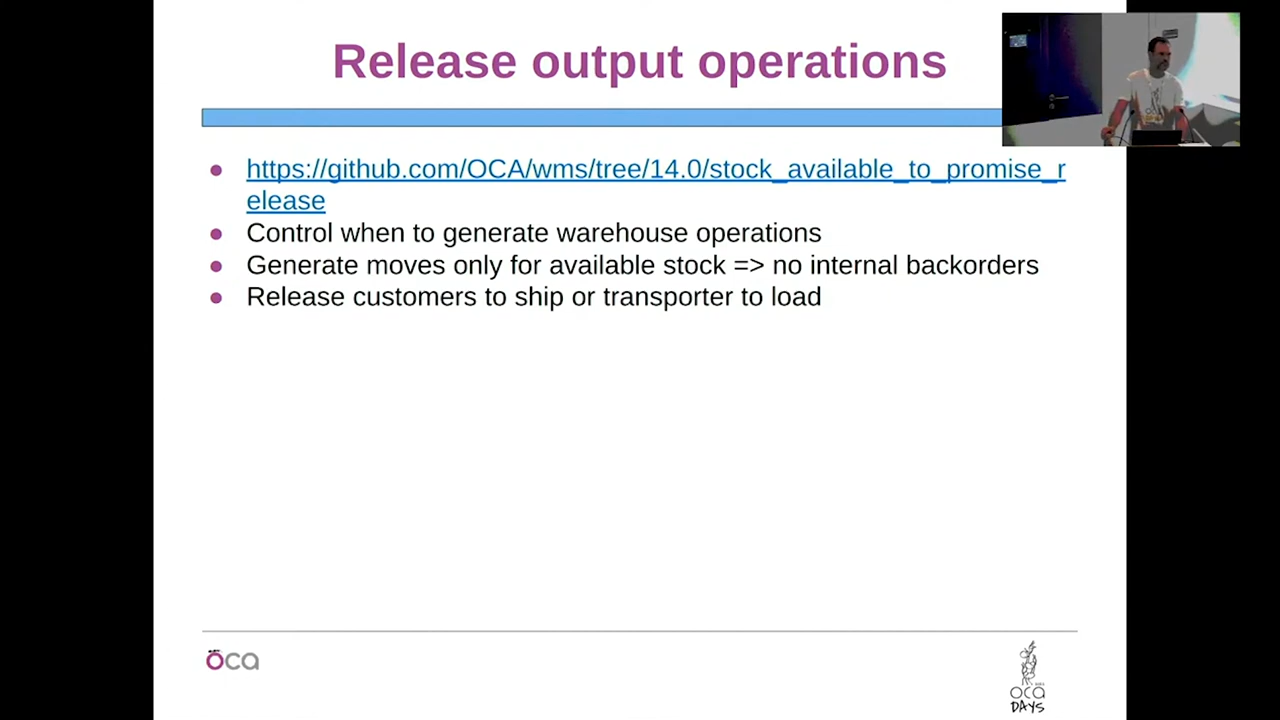 Release output operations
https://github.com/OCA/wms/tree/14.0/stock_available_to_promise_r
elease
Control when to generate warehouse operations
Generate moves only for available stock => no internal backorders
Release customers to ship or transporter to load
oca
oca
DAYS